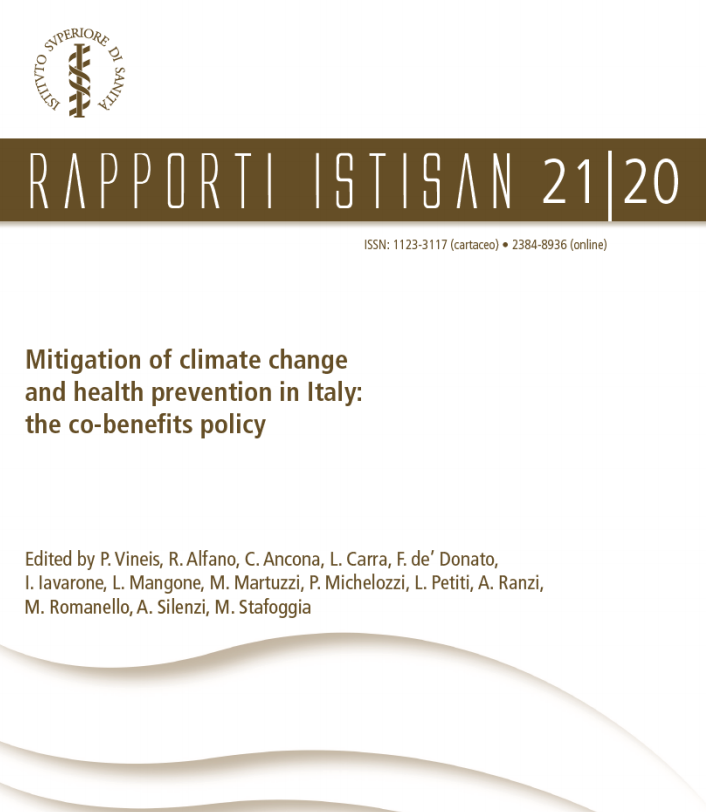 ISTITVTO SVPERIORE DI SANITÀ
RAPPORTI ISTISAN 21|20
ISSN: 1123-3117 (cartaceo) ● 2384-8936 (online)
Mitigation of climate change
and health prevention in Italy:
the co-benefits policy
Edited by P. Vineis, R. Alfano, C. Ancona, L. Carra, F. de’ Donato,
I. Iavarone, L. Mangone, M. Martuzzi, P. Michelozzi, L. Petiti, A. Ranzi,
M. Romanello, A. Silenzi, M. Stafoggia